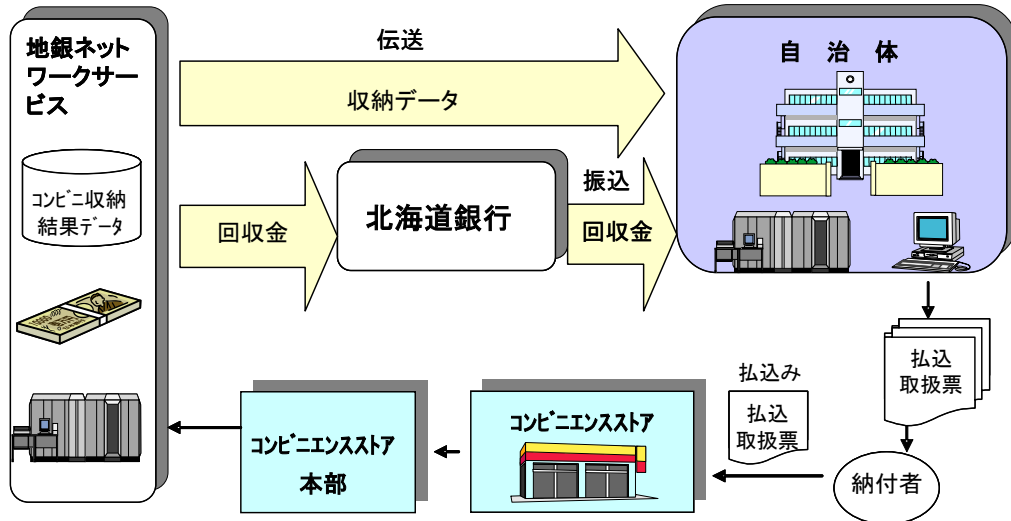 地銀ネット
ワークサー
ビス
コンビニ収納
結果データ
伝送
収納データ
回収金
北海道銀行
振込
回収金
自 治 体
払込
取扱票
納付者
払込み
払込
取扱票
コンビニエンスストア
コンビニエンスストア
本部